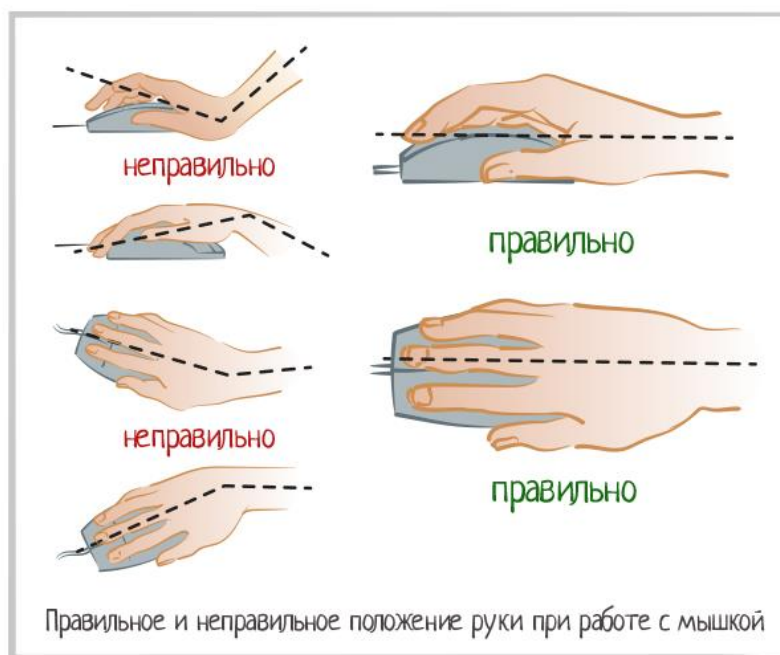 неправильно
правильно
неправильно
правильно
Правильное и неправильное положение руки при работе с мышкой